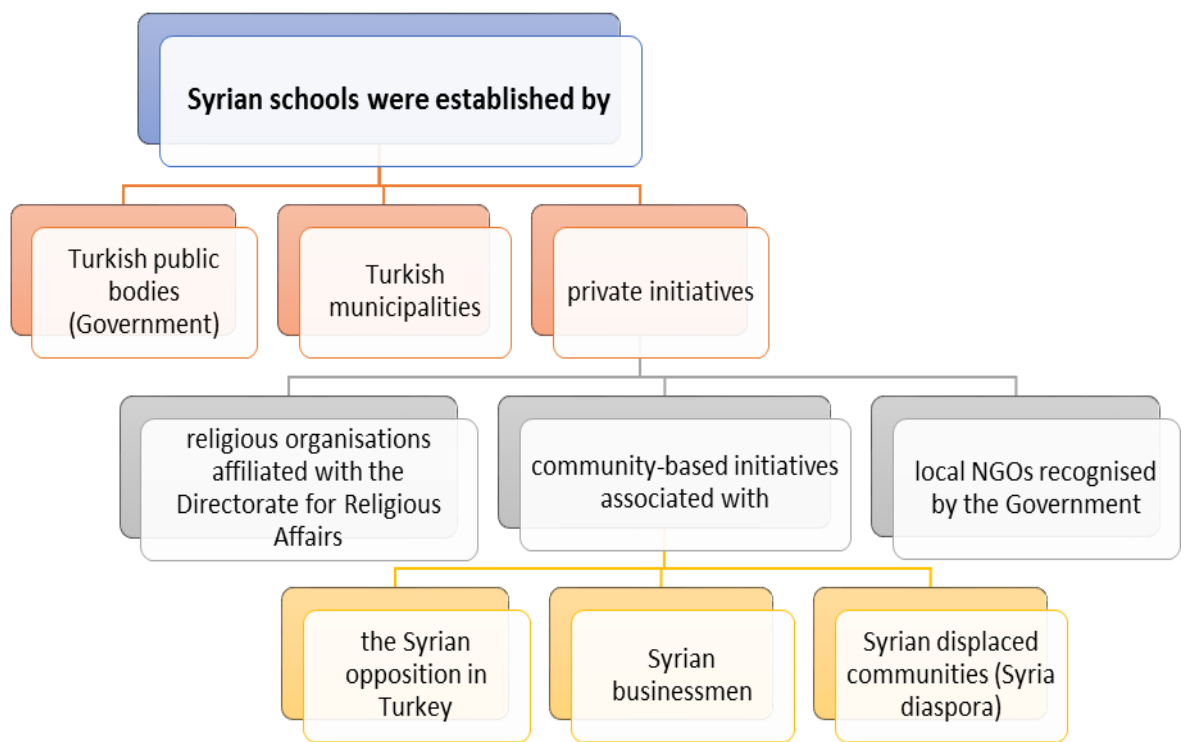 Syrian schools were established by
Turkish public
bodies
(Government)
Turkish
municipalities
private initiatives
religious organisations
affiliated with the
Directorate for Religious
Affairs
community-based initiatives
associated with
local NGOs recognised
by the Government
the Syrian
opposition in
Turkey
Syrian
businessmen
Syrian displaced
communities (Syria
diaspora)